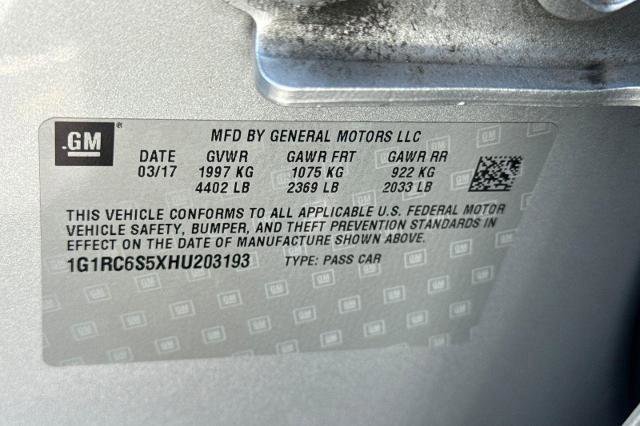 GM
MFD BY GENERAL MOTORS LLC
DATE GVWR GAWR FRT GAWR RR
03/17 1997 KG 1075 KG 922 KG
4402 LB 2369 LB 2033 LB
THIS VEHICLE CONFORMS TO ALL APPLICABLE U.S. FEDERAL MOTOR
VEHICLE SAFETY, BUMPER, AND THEFT PREVENTION STANDARDS IN
EFFECT ON THE DATE OF MANUFACTURE SHOWN ABOVE.
1G1RC6S5XHU203193 TYPE: PASS CAR